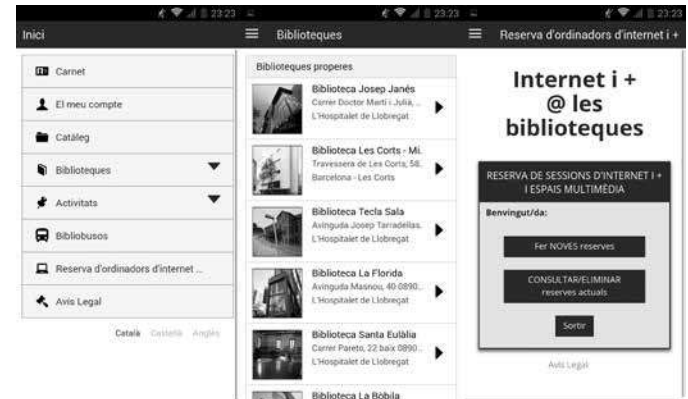 23:23
Inici
Carnet
El meu compte
Catàleg
Biblioteques
Activitats
Bibliobusos
Reserva d'ordinadors d'internet ...
Avís Legal
Català Castellà Anglès
23:23
Biblioteques
Biblioteques properes
Biblioteca Josep Janés
Carrer Doctor Martí i Julià, ...
L'Hospitalet de Llobregat
Biblioteca Les Corts - Mi.
Travessera de Les Corts, 58.
Barcelona - Les Corts
Biblioteca Tecla Sala
Avinguda Josep Tarradellas.
L'Hospitalet de Llobregat
Biblioteca La Florida
Avinguda Masnou, 40 0890...
L'Hospitalet de Llobregat
Biblioteca Santa Eulàlia
Carrer Pareto, 22 baix 0890...
L'Hospitalet de Llobregat
Biblioteca La Bòbila
23:23
Reserva d'ordinadors d'internet i +
Internet i +
@ les
biblioteques
RESERVA DE SESSIONS D'INTERNET I +
I ESPAIS MULTIMÈDIA
Benvingut/da:
Fer NOVES reserves
CONSULTAR/ELIMINAR
reserves actuals
Sortir
Avís Legal